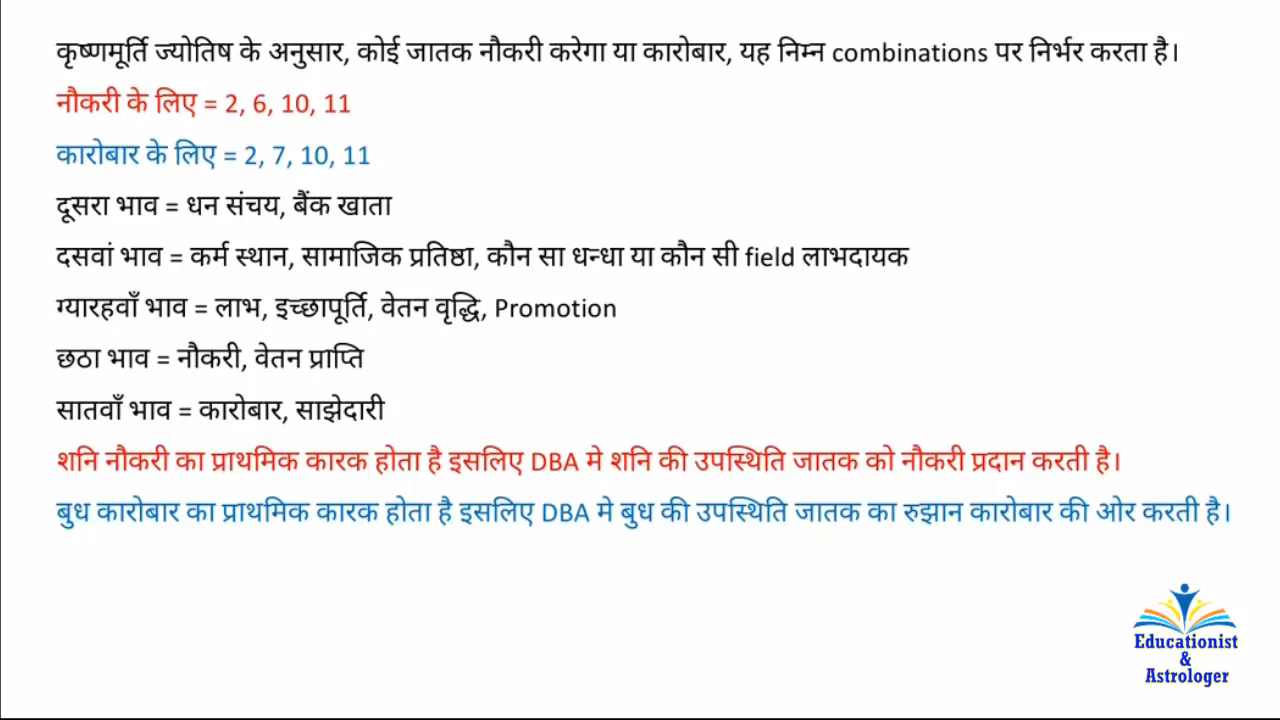 कृष्णमूर्ति ज्योतिष के अनुसार, कोई जातक नौकरी करेगा या कारोबार, यह निम्न combinations पर निर्भर करता है।
नौकरी के लिए = 2, 6, 10, 11
कारोबार के लिए = 2, 7, 10, 11
दूसरा भाव = धन संचय, बैंक खाता
दसवां भाव = कर्म स्थान, सामाजिक प्रतिष्ठा, कौन सा धन्धा या कौन सी field लाभदायक
ग्यारहवाँ भाव = लाभ, इच्छापूर्ति, वेतन वृद्धि, Promotion
छठा भाव = नौकरी, वेतन प्राप्ति
सातवाँ भाव = कारोबार, साझेदारी
शनि नौकरी का प्राथमिक कारक होता है इसलिए DBA मे शनि की उपस्थिति जातक को नौकरी प्रदान करती है।
बुध कारोबार का प्राथमिक कारक होता है इसलिए DBA मे बुध की उपस्थिति जातक का रुझान कारोबार की ओर करती है।
Educationist
&
Astrologer